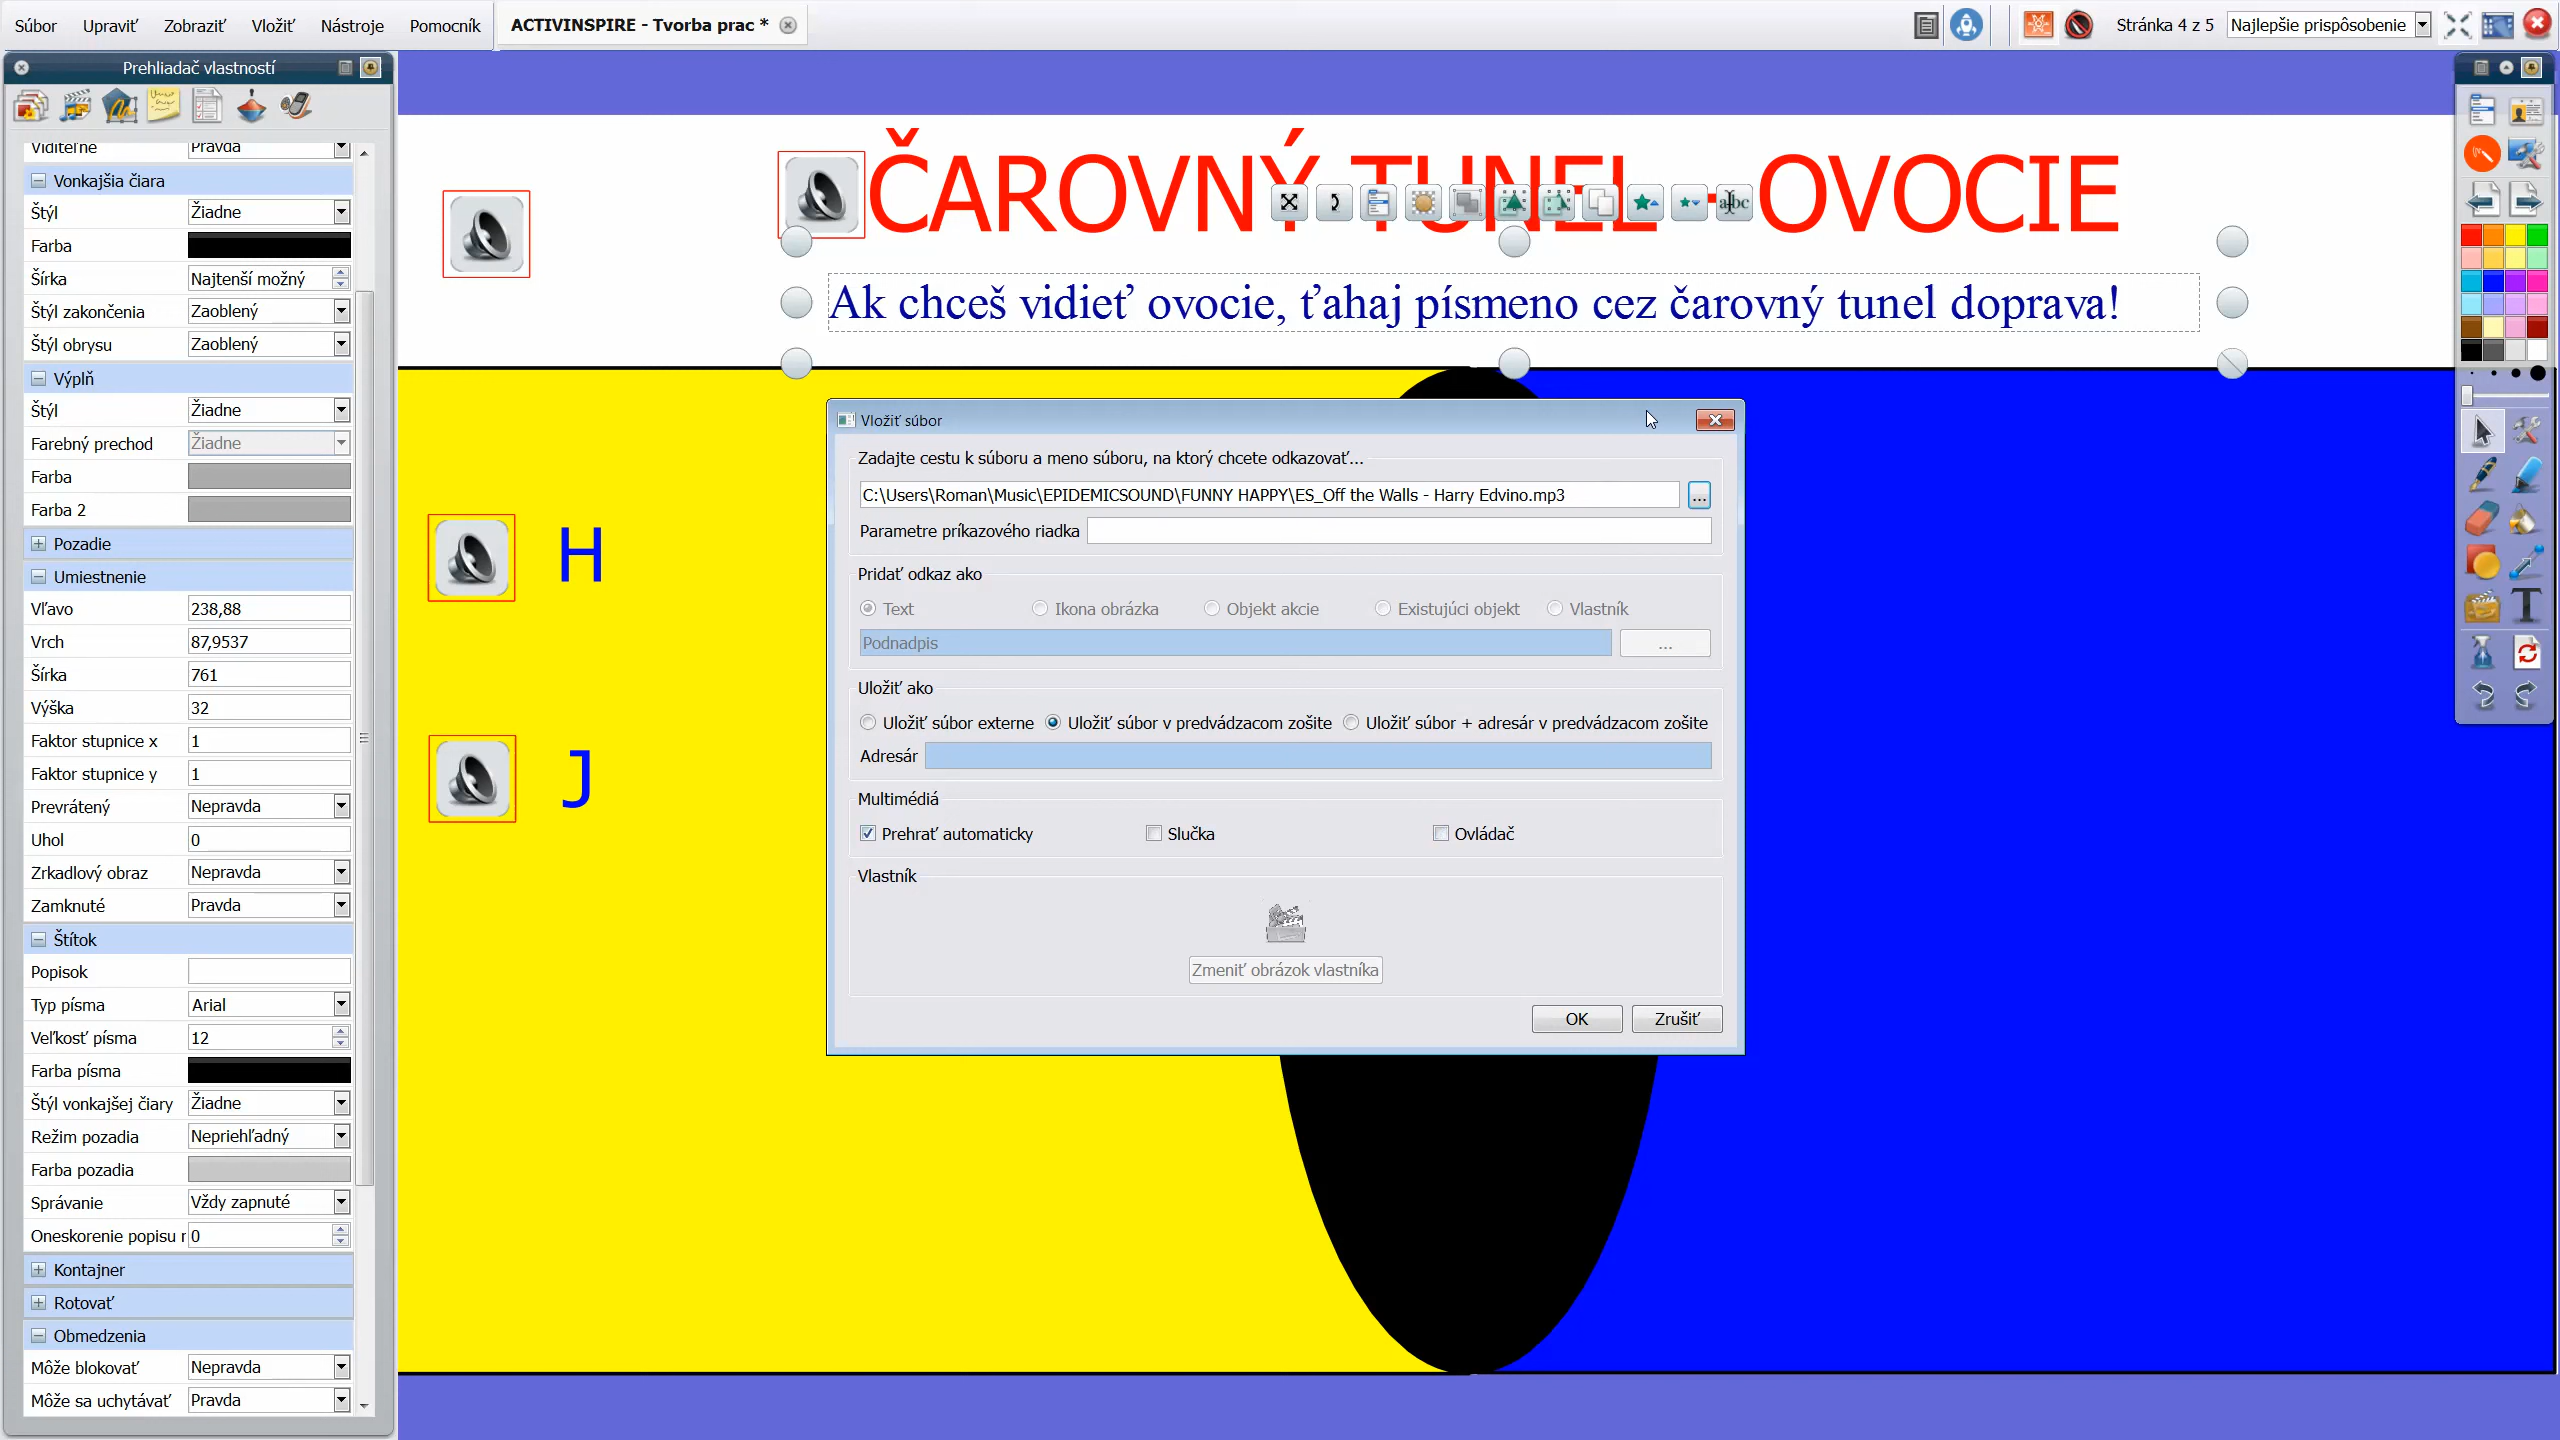 Súbor Upraviť Zobraziť Vložiť Nástroje Pomocník ACTIVINSPIRE - Tvorba prac * Stránka 4 z 5 Najlepšie prispôsobenie
Prehliadač vlastností
Viditeľné Pravda
Vonkajšia čiara
Štýl Žiadne
Farba
Šírka Najtenší možný
Štýl zakončenia Zaoblený
Štýl obrysu Zaoblený
Výplň
Štýl Žiadne
Farebný prechod Žiadne
Farba
Farba 2
Pozadie
Umiestnenie
Vľavo 238,88
Vrch 87,9537
Šírka 761
Výška 32
Faktor stupnice x 1
Faktor stupnice y 1
Prevrátený Nepravda
Uhol 0
Zrkadlový obraz Nepravda
Zamknuté Pravda
Štítok
Popisok
Typ písma Arial
Veľkosť písma 12
Farba písma
Štýl vonkajšej čiary Žiadne
Režim pozadia Nepriehľadný
Farba pozadia
Správanie Vždy zapnuté
Oneskorenie popisu r 0
Kontajner
Rotovať
Obmedzenia
Môže blokovať Nepravda
Môže sa uchytávať Pravda
ČAROVNÝ TUNEL - OVOCIE
abc
Ak chceš vidieť ovocie, ťahaj písmeno cez čarovný tunel doprava!
H
J
Vložiť súbor
Zadajte cestu k súboru a meno súboru, na ktorý chcete odkazovať...
C:\Users\Roman\Music\EPIDEMICSOUND\FUNNY HAPPY\ES_Off the Walls - Harry Edvino.mp3 ...
Parametre príkazového riadka
Pridať odkaz ako
Text Ikona obrázka Objekt akcie Existujúci objekt Vlastník
Podnadpis ...
Uložiť ako
Uložiť súbor externe Uložiť súbor v predvádzacom zošite Uložiť súbor + adresár v predvádzacom zošite
Adresár
Multimédiá
Prehrať automaticky Slučka Ovládač
Vlastník
Zmeniť obrázok vlastníka
OK Zrušiť
T